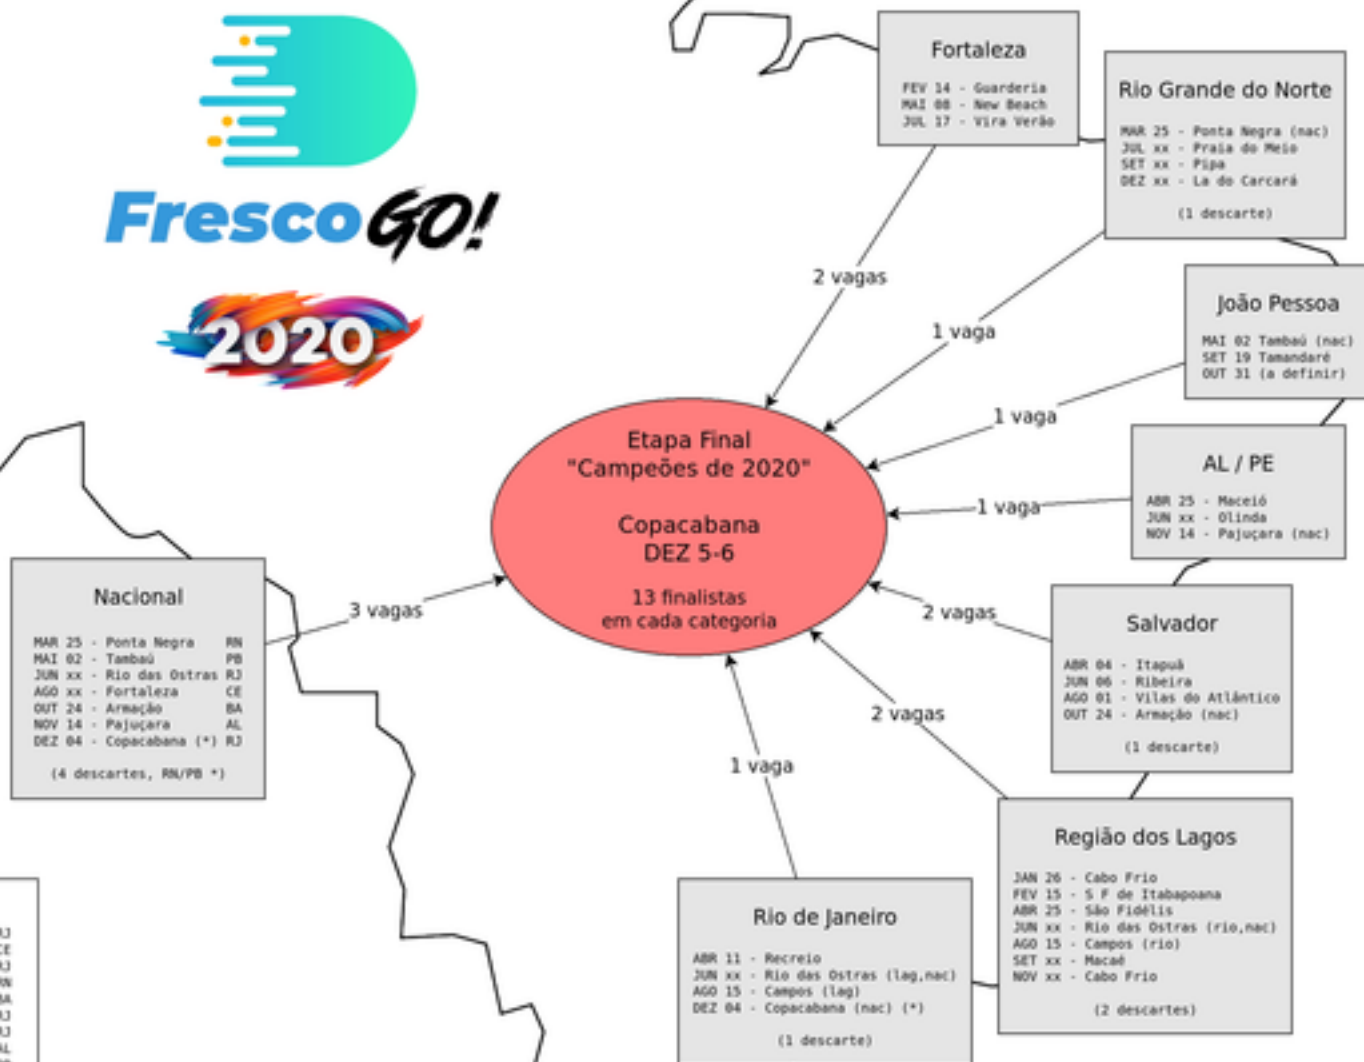 Fresco GO!
2020
Fortaleza
FEV 14 - Guarderia
MAI 08 - New Beach
JUL 17 - Vira Verão
Rio Grande do Norte
MAR 25 - Ponta Negra (nac)
JUL xx - Praia do Meio
SET xx - Pipa
DEZ xx - La do Carcará
(1 descarte)
João Pessoa
MAI 02 Tambaú (nac)
SET 19 Tamandaré
OUT 31 (a definir)
AL / PE
ABR 25 - Maceió
JUN xx - Olinda
NOV 14 - Pajuçara (nac)
Salvador
ABR 04 - Itapuã
JUN 06 - Ribeira
AGO 01 - Vilas do Atlântico
OUT 24 - Armação (nac)
(1 descarte)
Região dos Lagos
JAN 26 - Cabo Frio
FEV 15 - S F de Itabapoana
ABR 25 - São Fidélis
JUN xx - Rio das Ostras (rio,nac)
AGO 15 - Campos (rio)
SET xx - Macaé
NOV xx - Cabo Frio
(2 descartes)
Rio de Janeiro
ABR 11 - Recreio
JUN xx - Rio das Ostras (lag,nac)
AGO 15 - Campos (lag)
DEZ 04 - Copacabana (nac) (*)
(1 descarte)
Nacional
MAR 25 - Ponta Negra RN
MAI 02 - Tambaú PB
JUN xx - Rio das Ostras RJ
AGO xx - Fortaleza CE
OUT 24 - Armação BA
NOV 14 - Pajuçara AL
DEZ 04 - Copacabana (*) RJ
(4 descartes, RN/PB *)
2 vagas
1 vaga
1 vaga
1 vaga
2 vagas
2 vagas
1 vaga
3 vagas
Etapa Final
"Campeões de 2020"
Copacabana
DEZ 5-6
13 finalistas
em cada categoria